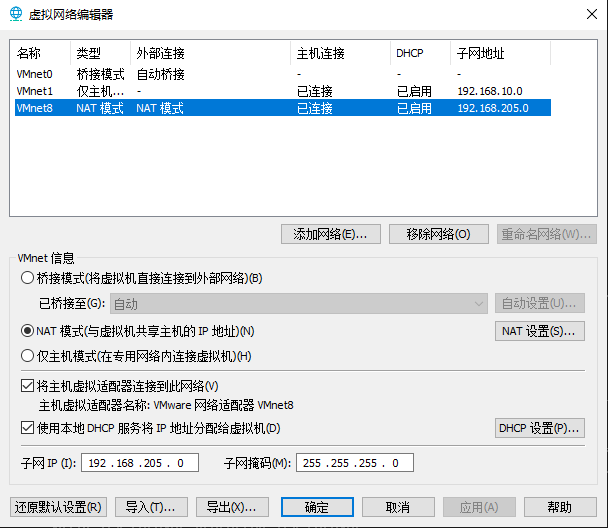 虚拟网络编辑器
名称 类型 外部连接 主机连接 DHCP 子网地址
VMnet0 桥接模式 自动桥接 - - -
VMnet1 仅主机... - 已连接 已启用 192.168.10.0
VMnet8 NAT 模式 NAT 模式 已连接 已启用 192.168.205.0
添加网络(E)... 移除网络(O) 重命名网络(W)...
VMnet 信息
桥接模式(将虚拟机直接连接到外部网络)(B)
已桥接至(G): 自动 自动设置(U)...
NAT 模式(与虚拟机共享主机的 IP 地址)(N) NAT 设置(S)...
仅主机模式(在专用网络内连接虚拟机)(H)
将主机虚拟适配器连接到此网络(V)
主机虚拟适配器名称: VMware 网络适配器 VMnet8
使用本地 DHCP 服务将 IP 地址分配给虚拟机(D) DHCP 设置(P)...
子网 IP (I): 192 . 168 . 205 . 0 子网掩码(M): 255 . 255 . 255 . 0
还原默认设置(R) 导入(T)... 导出(X)... 确定 取消 应用(A) 帮助